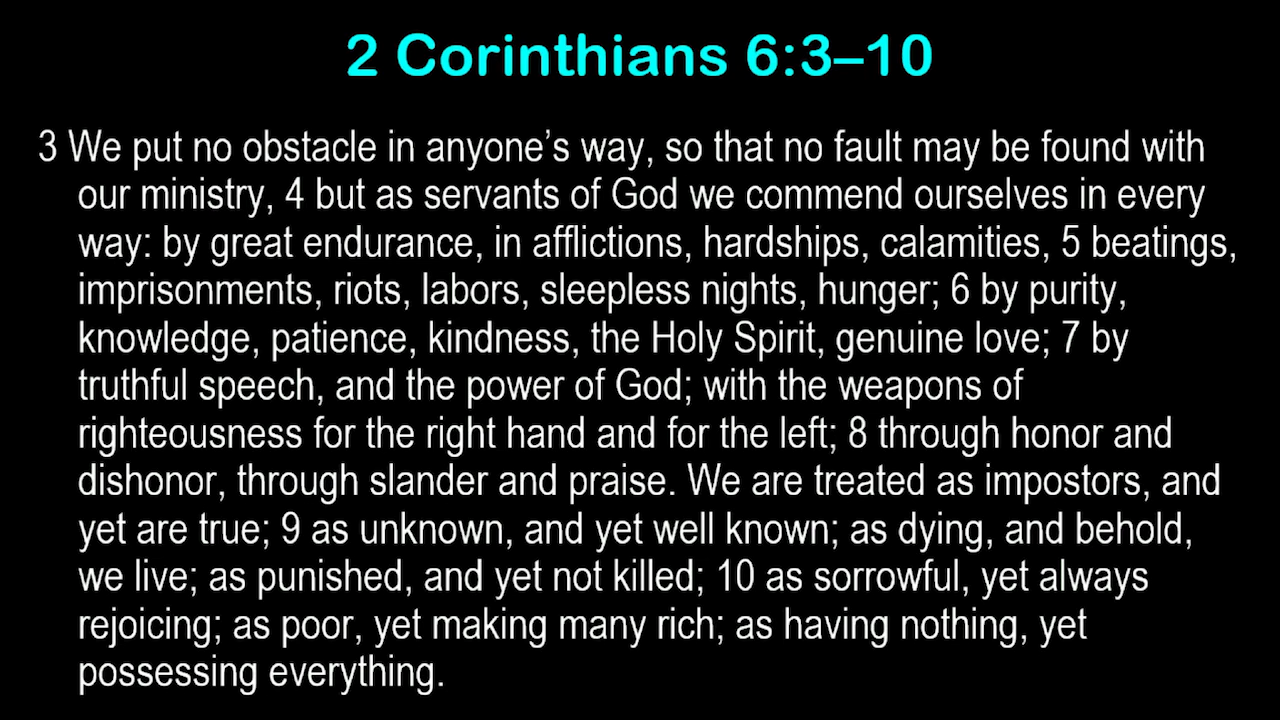 2 Corinthians 6:3–10
3 We put no obstacle in anyone’s way, so that no fault may be found with
our ministry, 4 but as servants of God we commend ourselves in every
way: by great endurance, in afflictions, hardships, calamities, 5 beatings,
imprisonments, riots, labors, sleepless nights, hunger; 6 by purity,
knowledge, patience, kindness, the Holy Spirit, genuine love; 7 by
truthful speech, and the power of God; with the weapons of
righteousness for the right hand and for the left; 8 through honor and
dishonor, through slander and praise. We are treated as impostors, and
yet are true; 9 as unknown, and yet well known; as dying, and behold,
we live; as punished, and yet not killed; 10 as sorrowful, yet always
rejoicing; as poor, yet making many rich; as having nothing, yet
possessing everything.